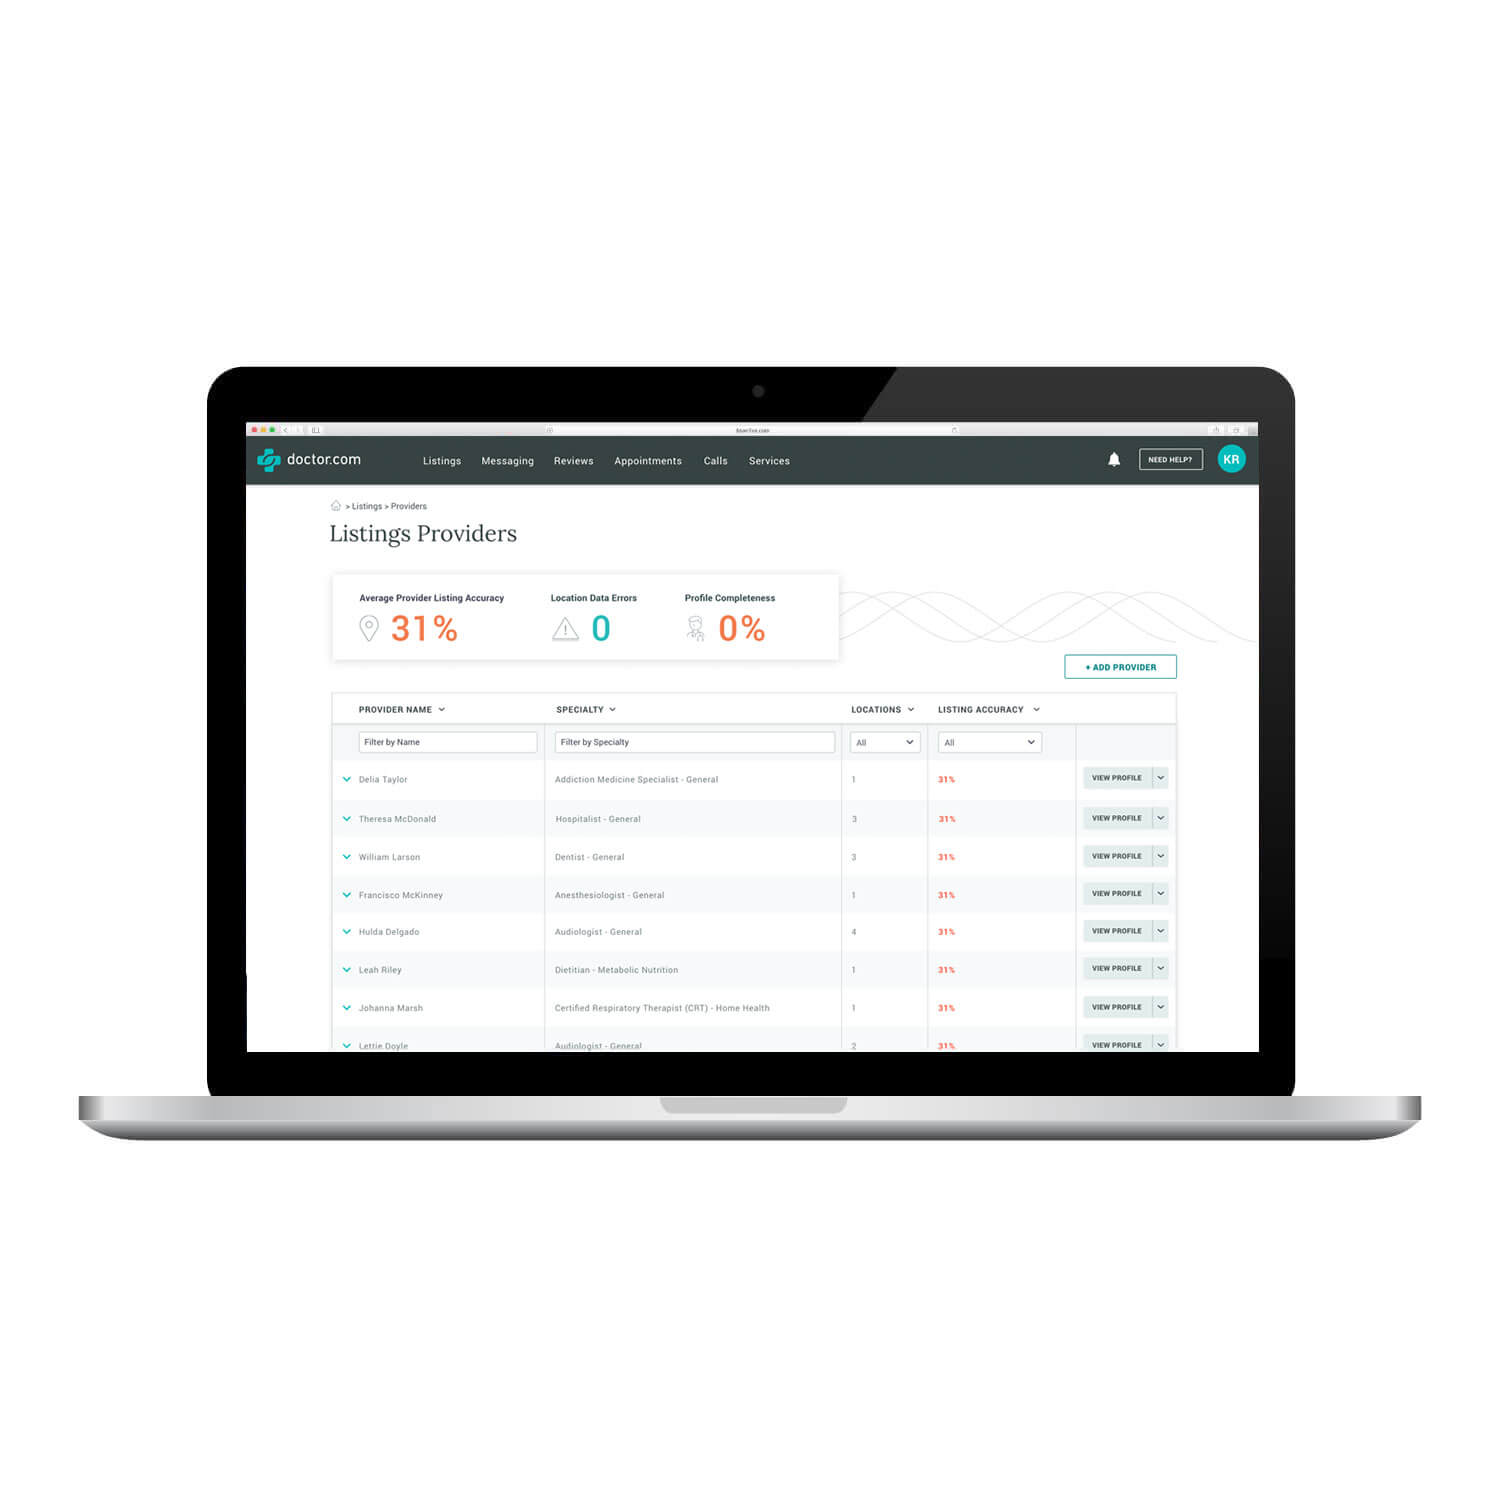 doctor.com Listings Messaging Reviews Appointments Calls Services NEED HELP? KR
> Listings > Providers
Listings Providers
Average Provider Listing Accuracy Location Data Errors Profile Completeness
31% 0 0%
+ ADD PROVIDER
PROVIDER NAME SPECIALTY LOCATIONS LISTING ACCURACY
Filter by Name Filter by Specialty All All
Delia Taylor Addiction Medicine Specialist - General 1 31% VIEW PROFILE
Theresa McDonald Hospitalist - General 3 31% VIEW PROFILE
William Larson Dentist - General 3 31% VIEW PROFILE
Francisco McKinney Anesthesiologist - General 1 31% VIEW PROFILE
Hulda Delgado Audiologist - General 4 31% VIEW PROFILE
Leah Riley Dietitian - Metabolic Nutrition 1 31% VIEW PROFILE
Johanna Marsh Certified Respiratory Therapist (CRT) - Home Health 1 31% VIEW PROFILE
Lettie Doyle Audiologist - General 2 31% VIEW PROFILE